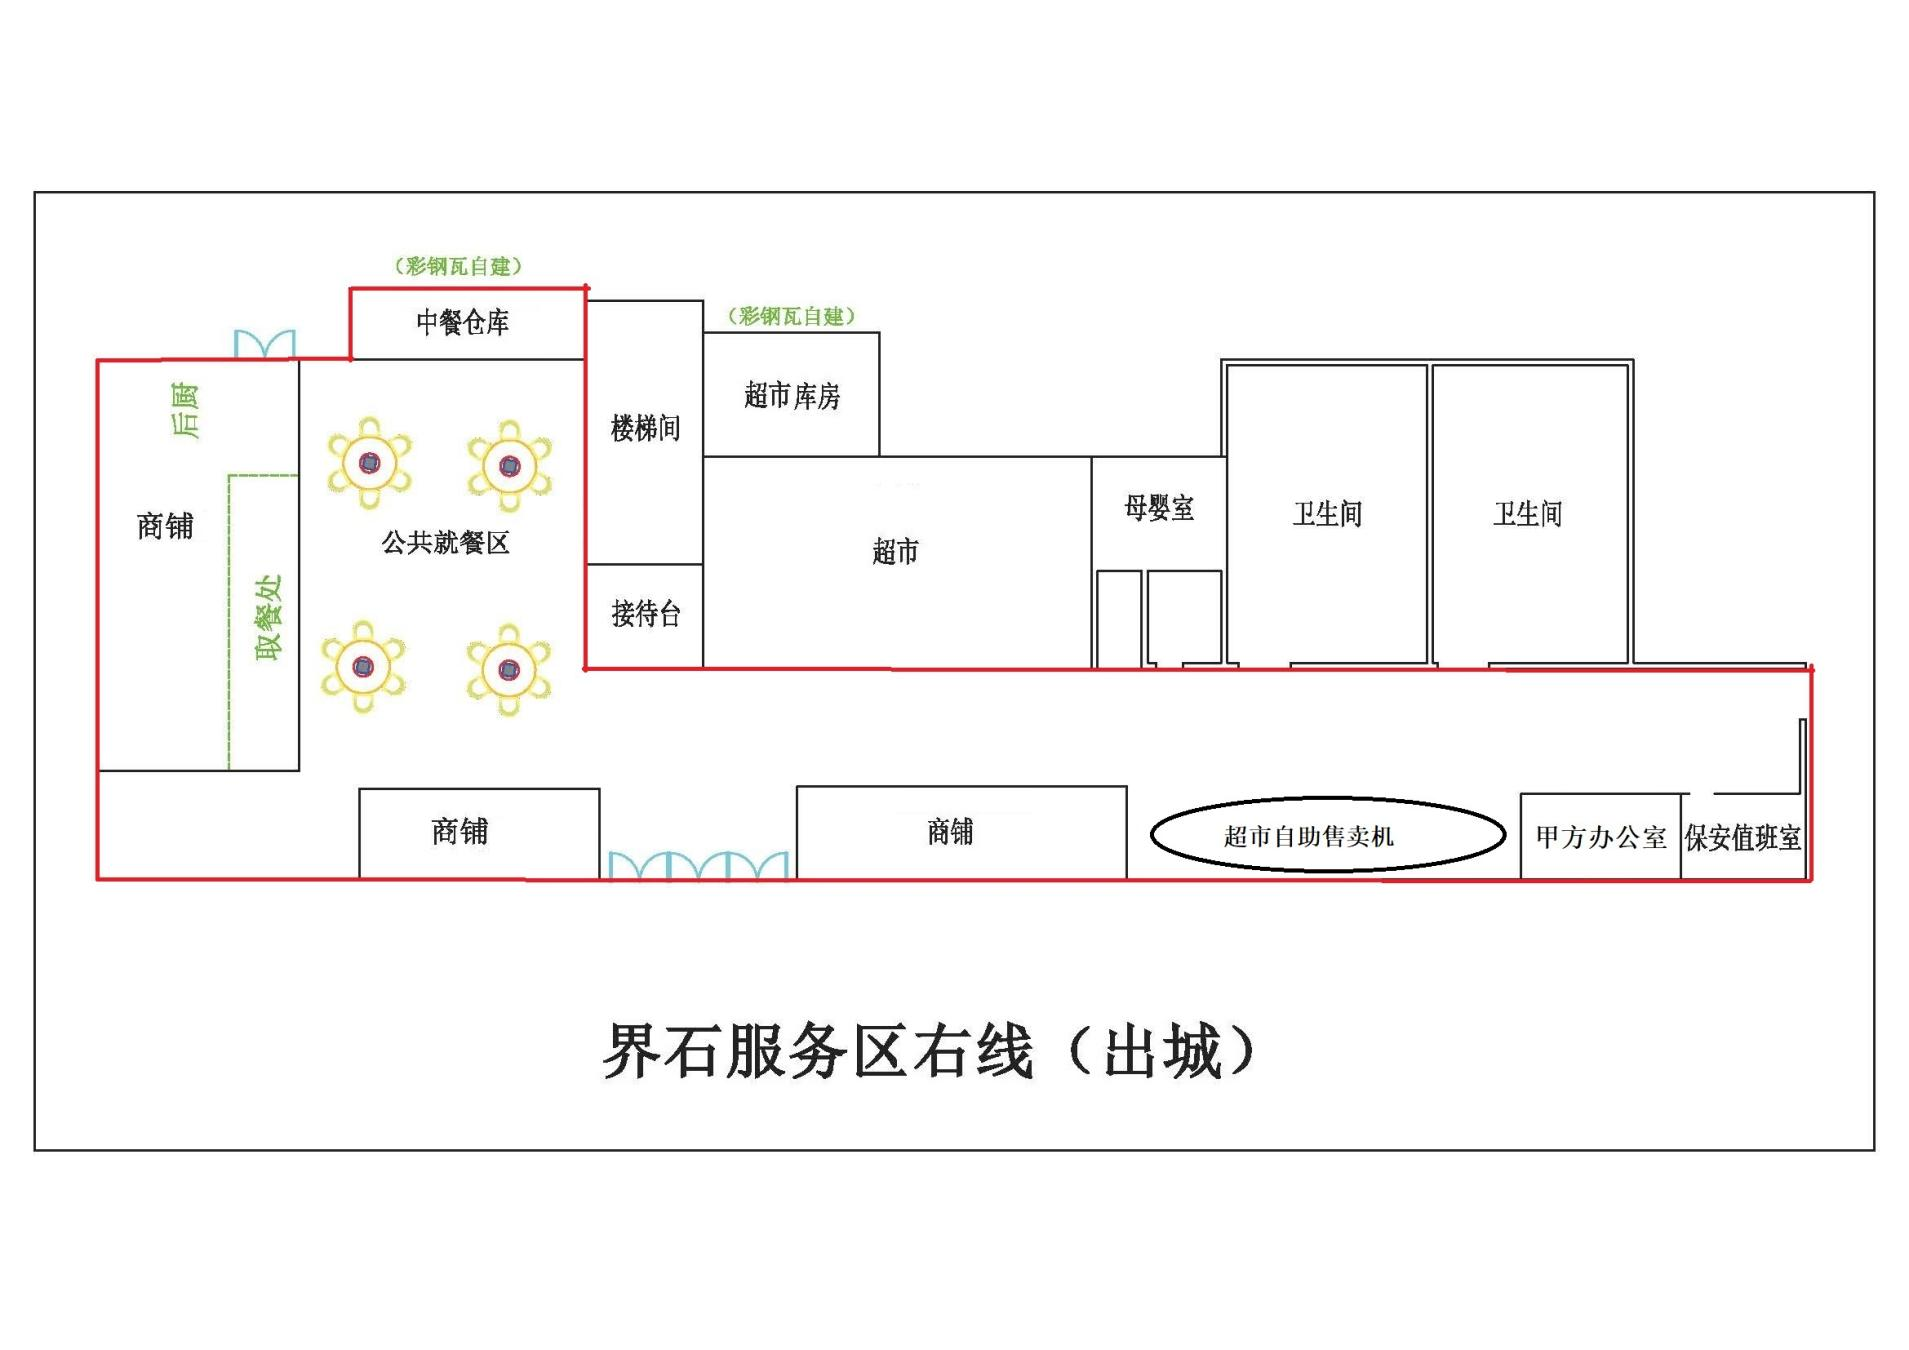 （彩钢瓦自建）
中餐仓库
（彩钢瓦自建）
后厨
超市库房
楼梯间
商铺
公共就餐区
超市
母婴室
卫生间
卫生间
取餐处
接待台
商铺
商铺
超市自助售卖机
甲方办公室
保安值班室
界石服务区右线（出城）